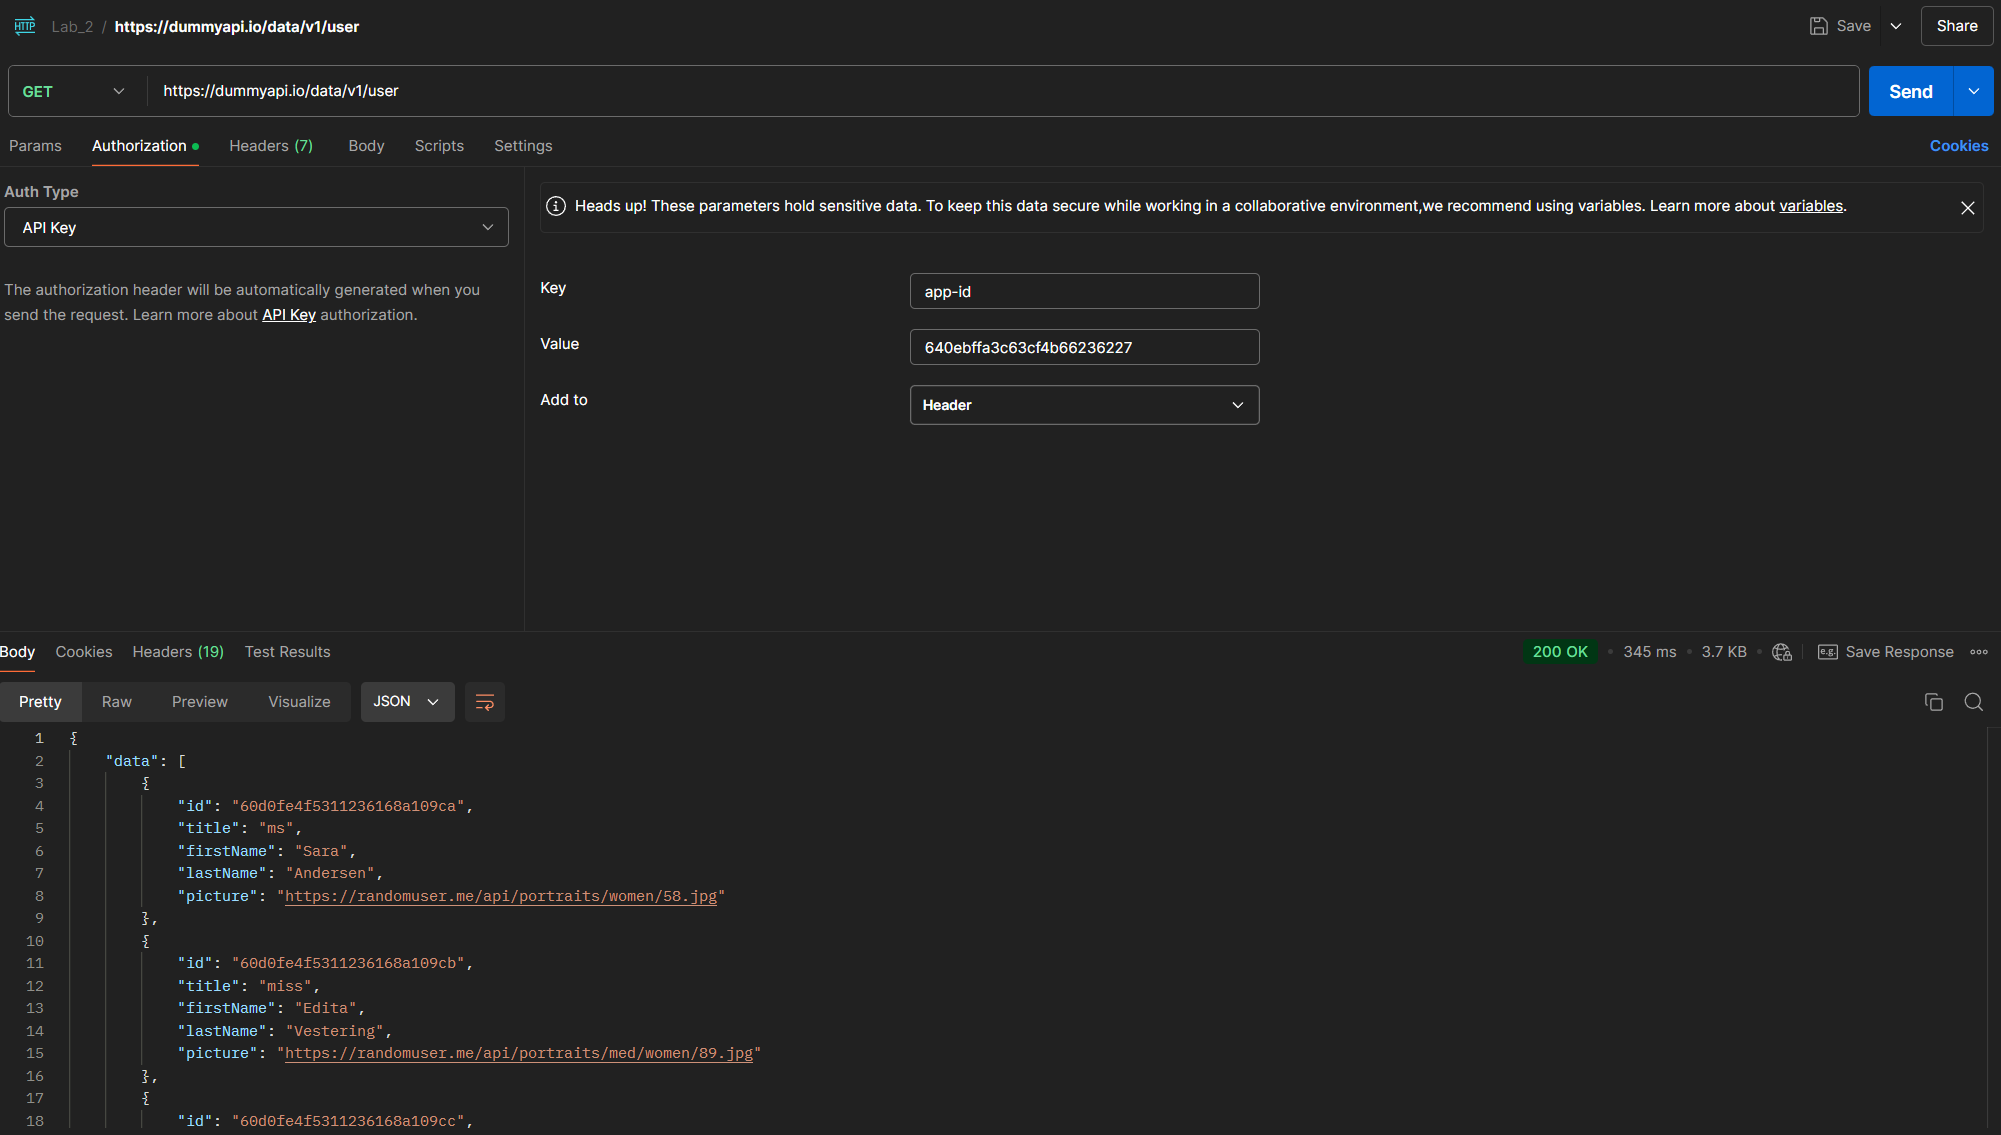 HTTP Lab_2 / https://dummyapi.io/data/v1/user Save Share
GET https://dummyapi.io/data/v1/user Send
Params Authorization Headers (7) Body Scripts Settings Cookies
Auth Type
API Key
The authorization header will be automatically generated when you
send the request. Learn more about API Key authorization.
Heads up! These parameters hold sensitive data. To keep this data secure while working in a collaborative environment,we recommend using variables. Learn more about variables.
Key app-id
Value 640ebffa3c63cf4b66236227
Add to Header
Body Cookies Headers (19) Test Results 200 OK • 345 ms • 3.7 KB • e.g. Save Response
Pretty Raw Preview Visualize JSON
1 {
2 "data": [
3 {
4 "id": "60d0fe4f5311236168a109ca",
5 "title": "ms",
6 "firstName": "Sara",
7 "lastName": "Andersen",
8 "picture": "https://randomuser.me/api/portraits/women/58.jpg"
9 },
10 {
11 "id": "60d0fe4f5311236168a109cb",
12 "title": "miss",
13 "firstName": "Edita",
14 "lastName": "Vestering",
15 "picture": "https://randomuser.me/api/portraits/med/women/89.jpg"
16 },
17 {
18 "id": "60d0fe4f5311236168a109cc",